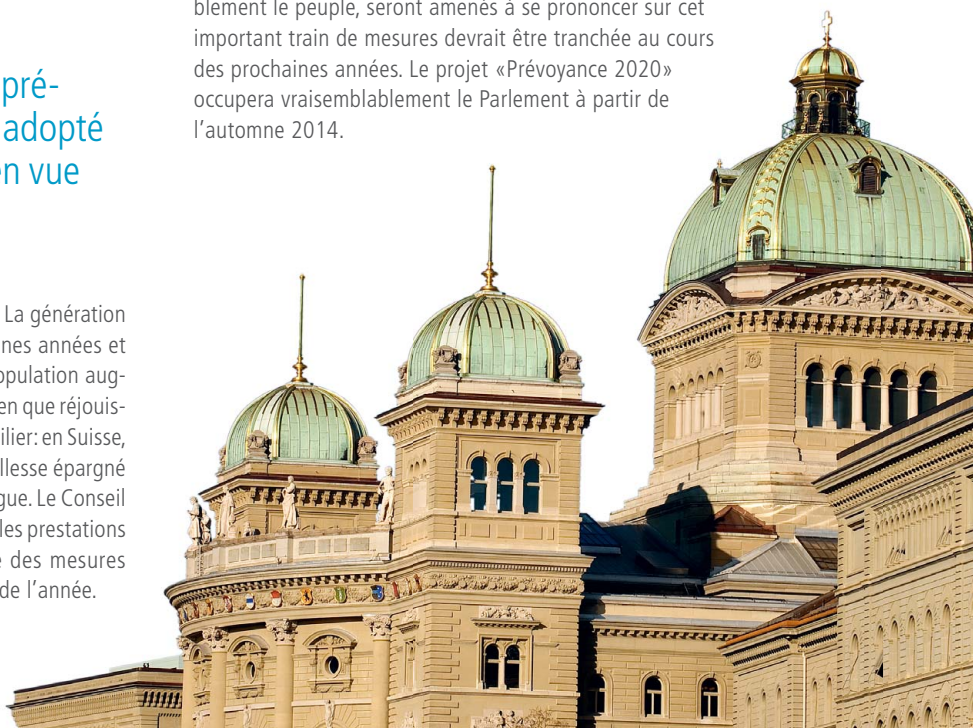 pré-
adopté
en vue
La génération
nes années et
opulation aug-
en que réjouis-
ilier: en Suisse,
llesse épargné
gue. Le Conseil
les prestations
des mesures
de l’année.
blement le peuple, seront amenés à se prononcer sur cet
important train de mesures devrait être tranchée au cours
des prochaines années. Le projet «Prévoyance 2020»
occupera vraisemblablement le Parlement à partir de
l’automne 2014.